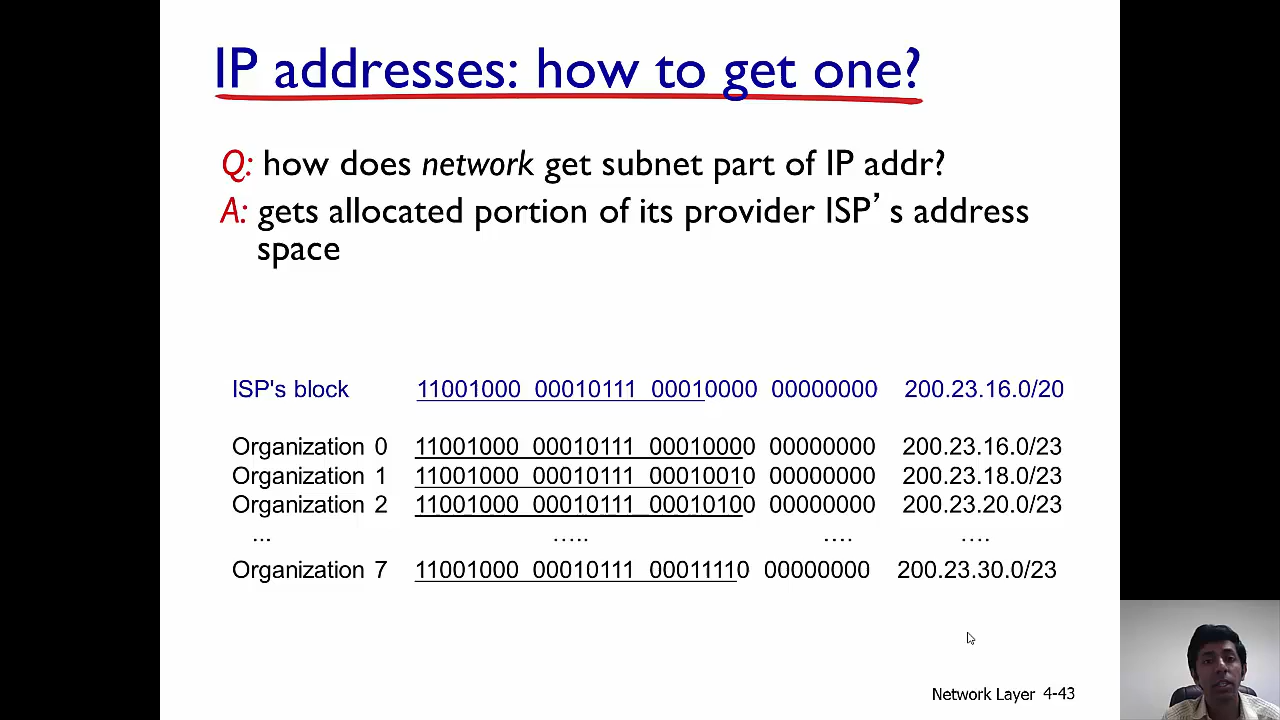 IP addresses: how to get one?
Q: how does network get subnet part of IP addr?
A: gets allocated portion of its provider ISP’ s address
space
ISP's block 11001000 00010111 00010000 00000000 200.23.16.0/20
Organization 0 11001000 00010111 00010000 00000000 200.23.16.0/23
Organization 1 11001000 00010111 00010010 00000000 200.23.18.0/23
Organization 2 11001000 00010111 00010100 00000000 200.23.20.0/23
... ….. …. ….
Organization 7 11001000 00010111 00011110 00000000 200.23.30.0/23
Network Layer 4-43